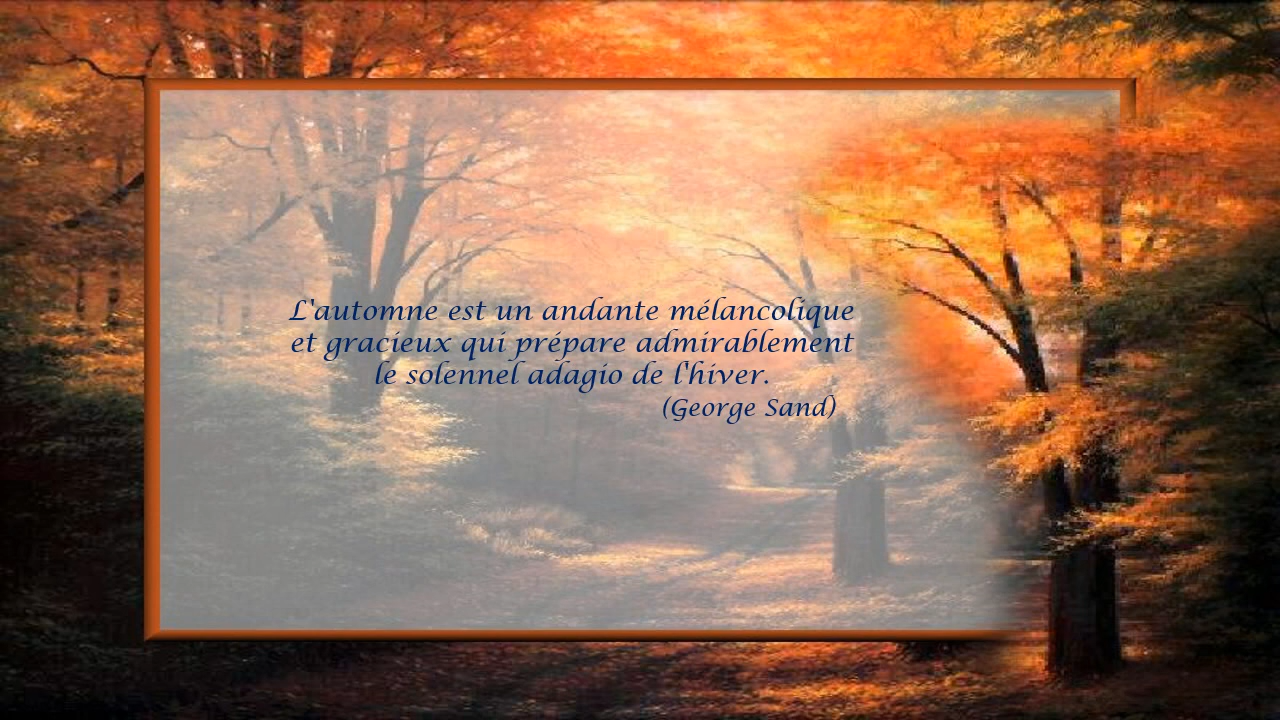 L'automne est un andante mélancolique
et gracieux qui prépare admirablement
le solennel adagio de l'hiver.
(George Sand)